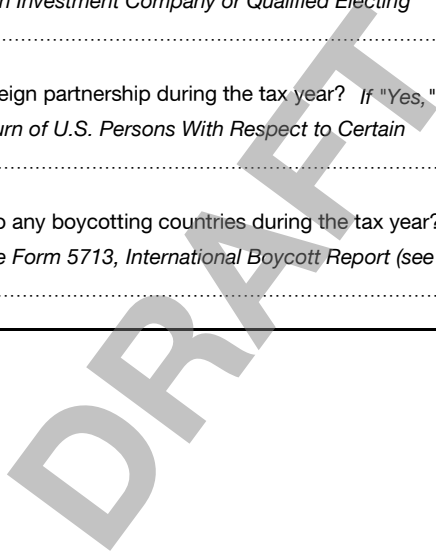 n Investment Company or Qualified Electing
eign partnership during the tax year? If "Yes,"
urn of U.S. Persons With Respect to Certain
o any boycotting countries during the tax year?
e Form 5713, International Boycott Report (see
DRAFT